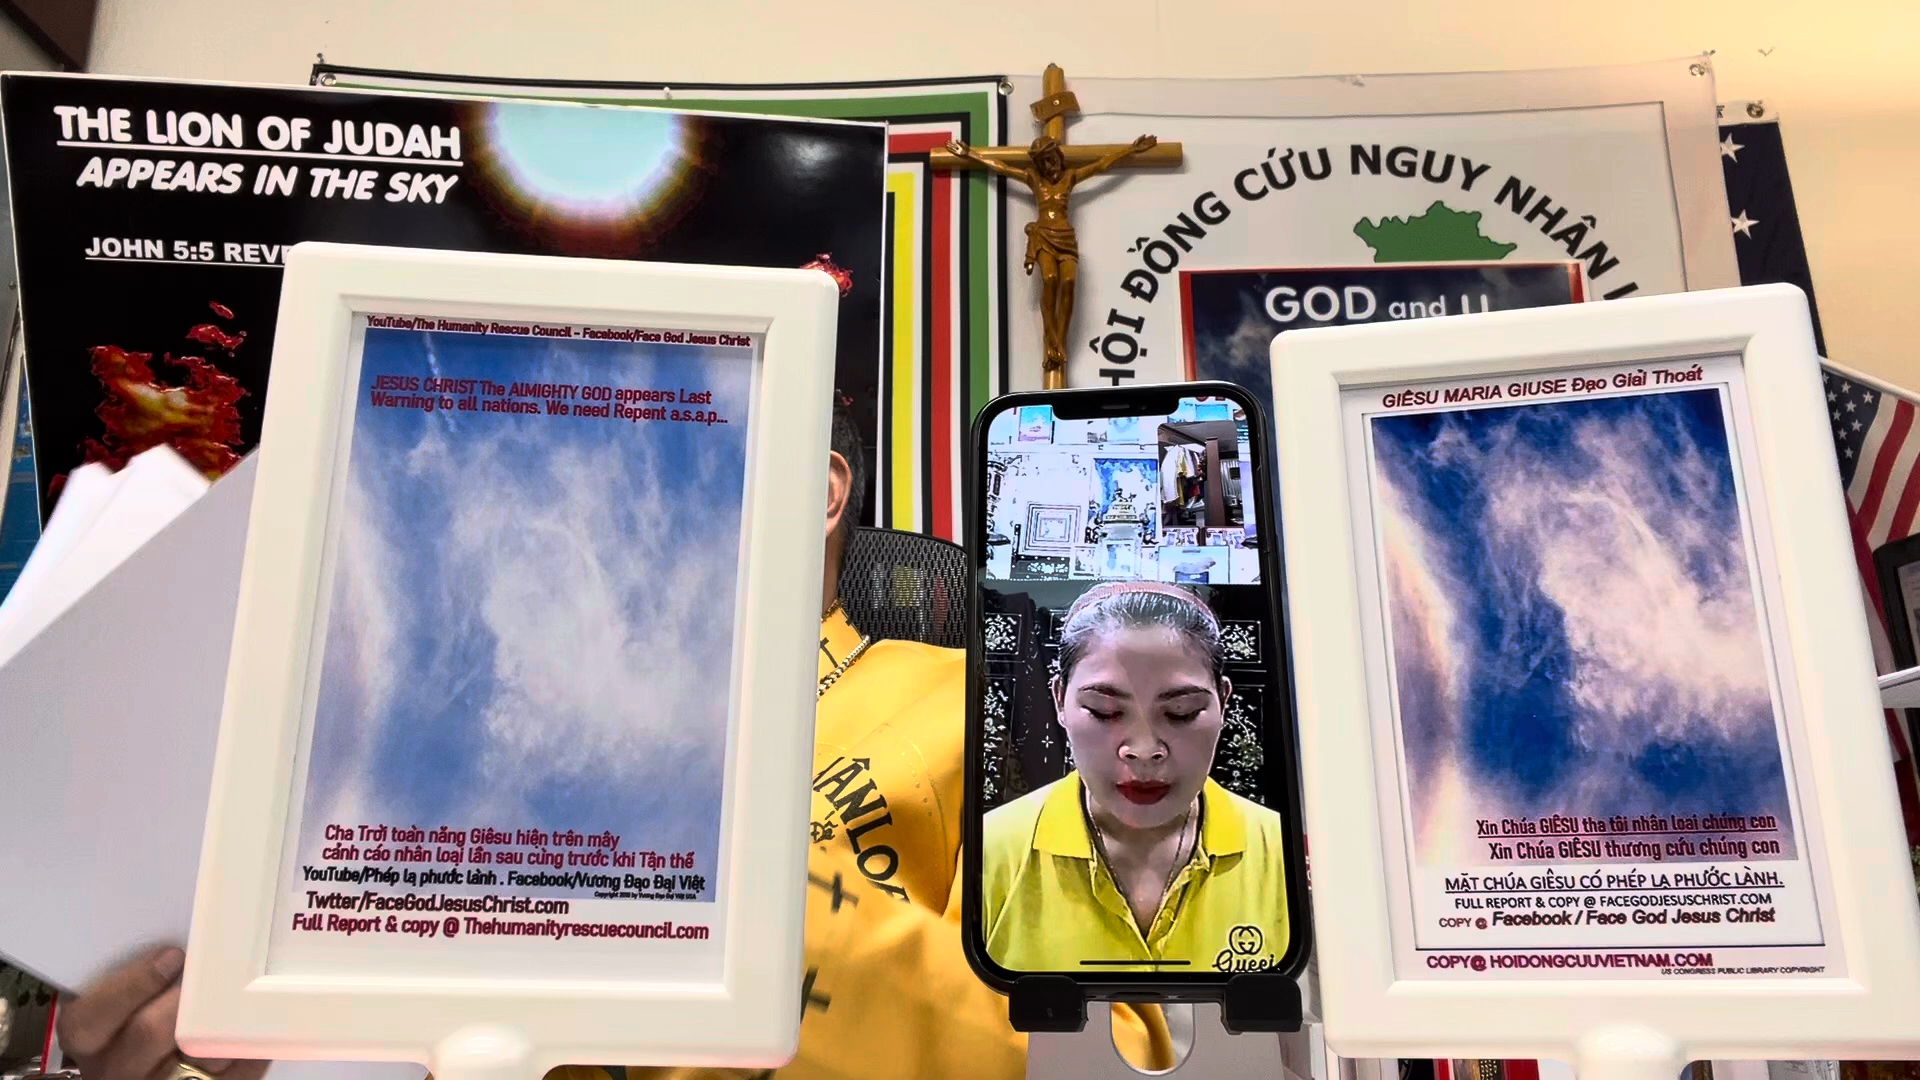 THE LION OF JUDAH
APPEARS IN THE SKY
JOHN 5:5 REVE
HỘI ĐỒNG CỨU NGUY NHÂN
GOD and U
YouTube/The Humanity Rescue Council - Facebook/Face God Jesus Christ
JESUS CHRIST The AlMIGHTY GOD appears Last
Warning to all nations. We need Repent a.s.a.p...
Cha Trời toàn năng Giêsu hiện trên mây
cảnh cáo nhân loại lần sau cùng trước khi Tận thế
YouTube/Phép lạ phước lành . Facebook/Vương Đạo Đại Việt
Twtter/FaceGodJesusChrist.com
Full Report & copy @ Thehumanityrescuecouncil.com
ÂNLOẠ
Gucci
GIÊSU MARIA GIUSE Đạo Giải Thoát
Xin Chúa GIÊSU tha tội nhân loại chúng con
Xin Chúa GIÊSU thương cứu chúng con
MẶT CHÚA GIÊSU CÓ PHÉP LẠ PHƯỚC LÀNH.
FULL REPORT & COPY @ FACEGODJESUSCHRIST.COM
COPY @ Facebook / Face God Jesus Christ
COPY@ HOIDONGCUUVIETNAM.COM
US CONGRESS PUBLIC LIBRARY COPYRIGHT